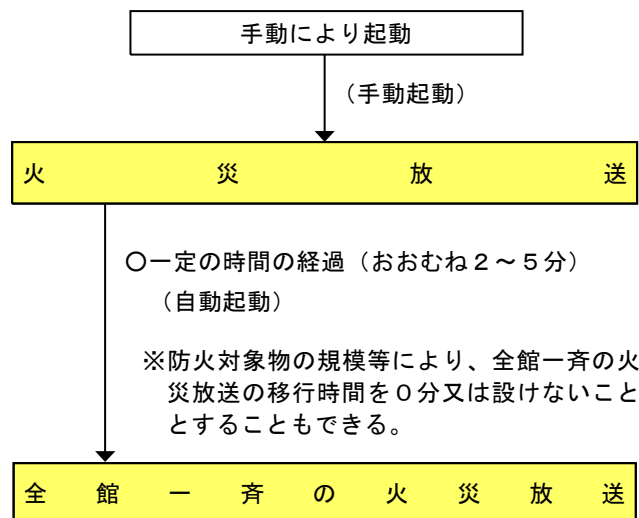 手動により起動
（手動起動）
火災放送
〇一定の時間の経過（おおむね２～５分）
（自動起動）
※防火対象物の規模等により、全館一斉の火
災放送の移行時間を０分又は設けないこと
とすることもできる。
全館一斉の火災放送